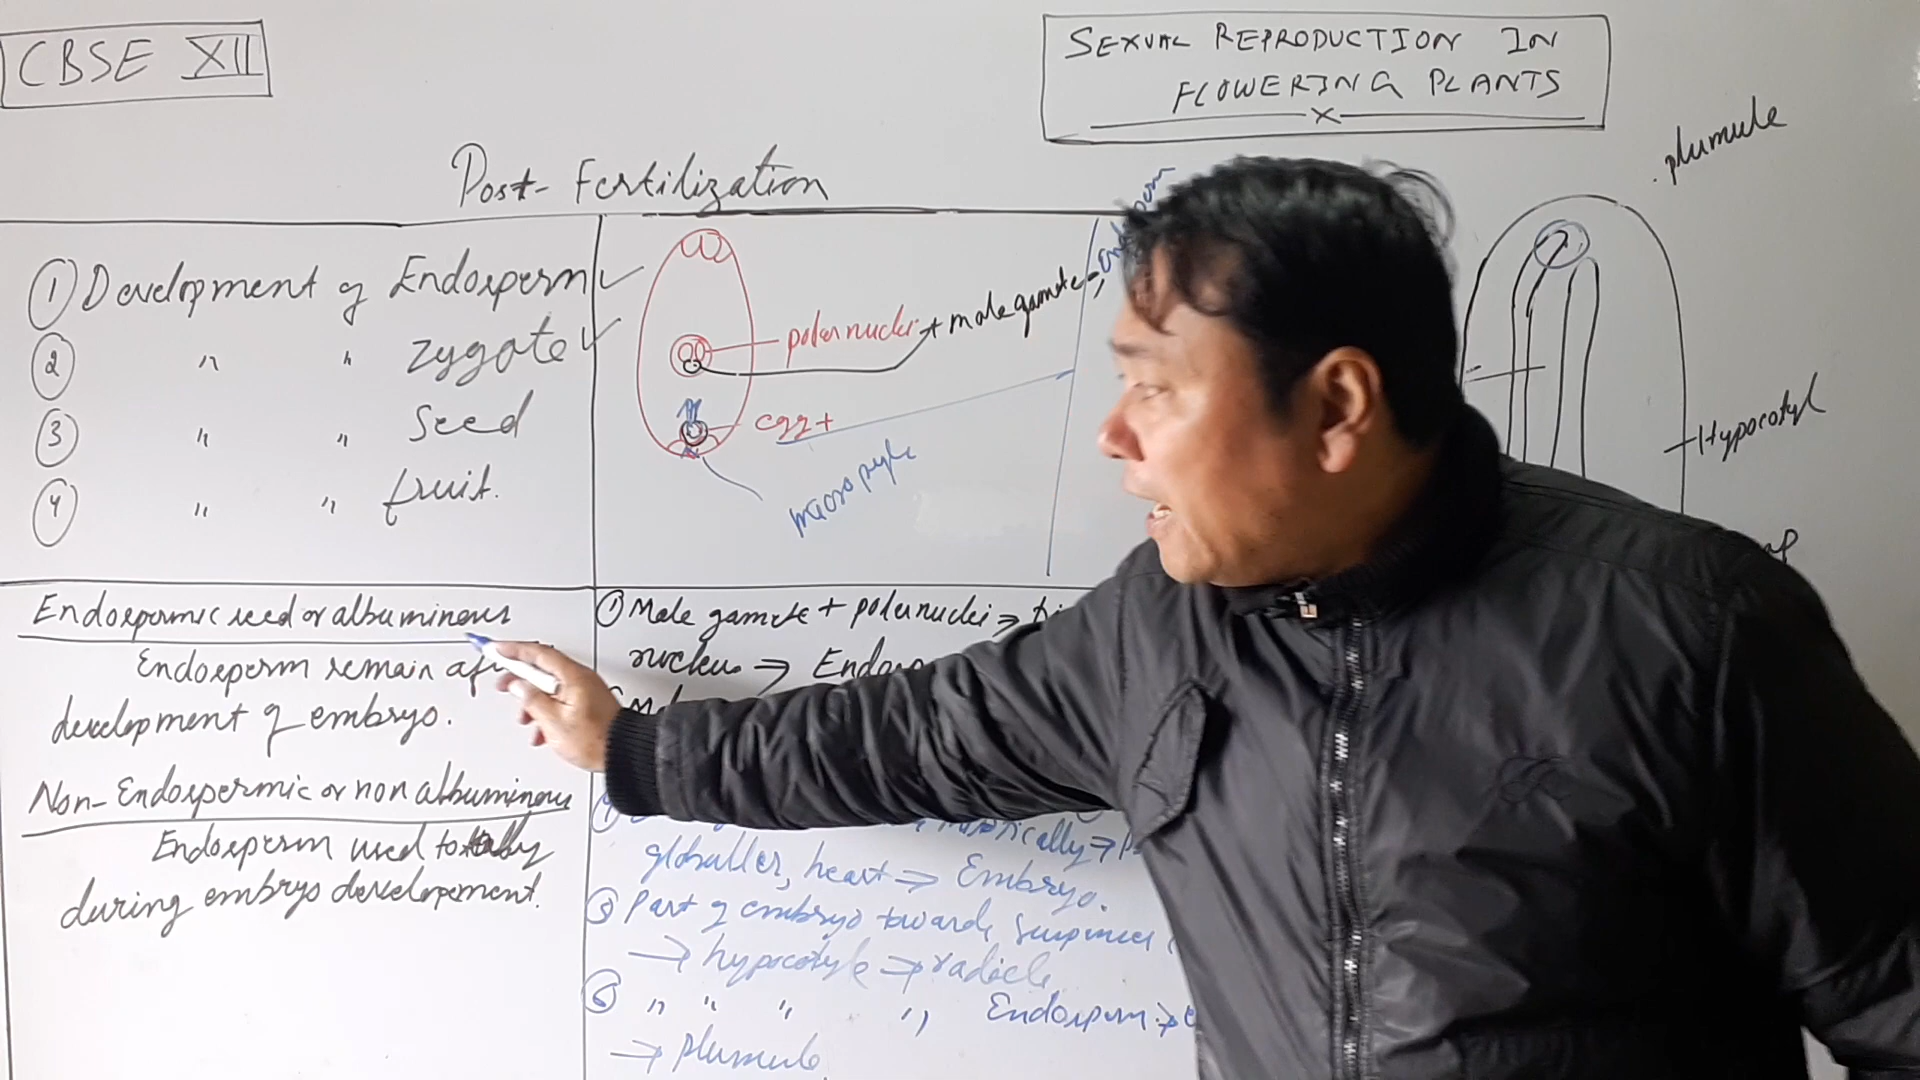 CBSE XII
SEXUAL REPRODUCTION IN
FLOWERING PLANTS
Post-Fertilization
① Development of Endosperm ✓
② " " zygote ✓
③ " " seed
④ " " fruit.
polar nuclei + male gamete →
egg +
micropyle
plumule
Hypocotyl
Endospermic seed or albuminous
Endosperm remain
development of embryo.
Non-Endospermic or non albuminous
Endosperm used totally
during embryo developement.
① Male gamete + polar nuclei ⇒
nucleus →
globuller, heart ⇒ Embryo.
⑤ Part of embryo towards
→ hypocotyle ⇒ radicle
⑥ " " " " Endosperm ⇒
→ plumule